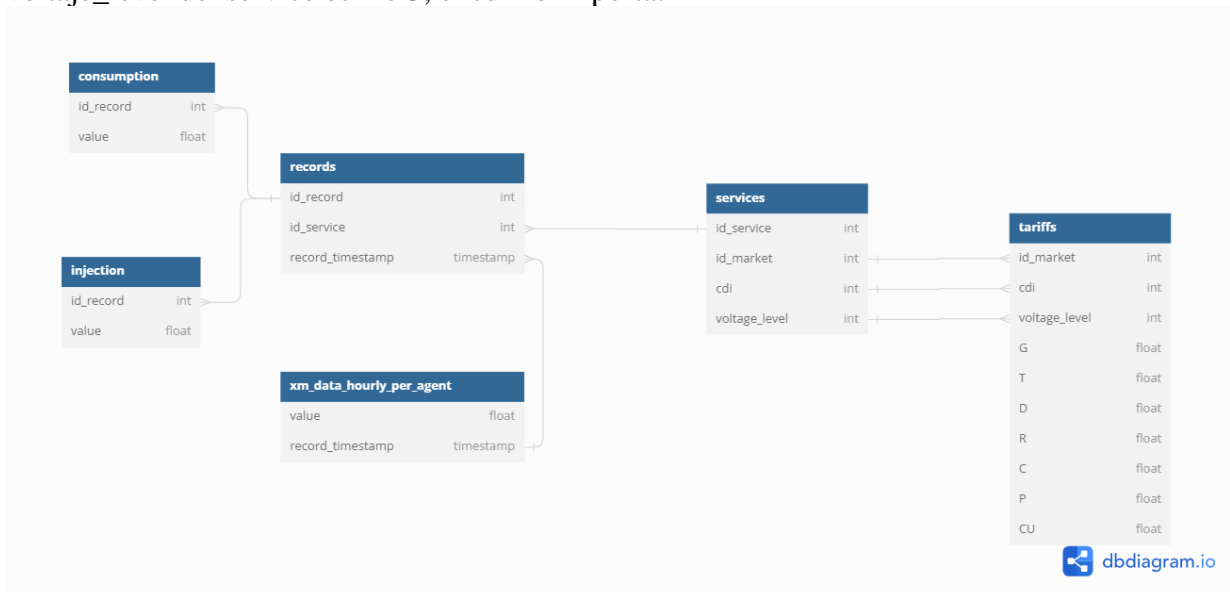 consumption
id_record int
value float
records
id_record int
id_service int
record_timestamp timestamp
services
id_service int
id_market int
cdi int
voltage_level int
tariffs
id_market int
cdi int
voltage_level int
G float
T float
D float
R float
C float
P float
CU float
injection
id_record int
value float
xm_data_hourly_per_agent
value float
record_timestamp timestamp
dbdiagram.io